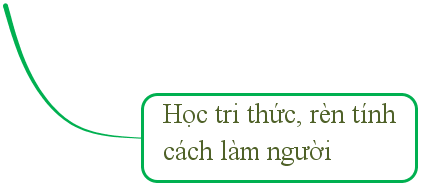 Học tri thức, rèn tính
cách làm người